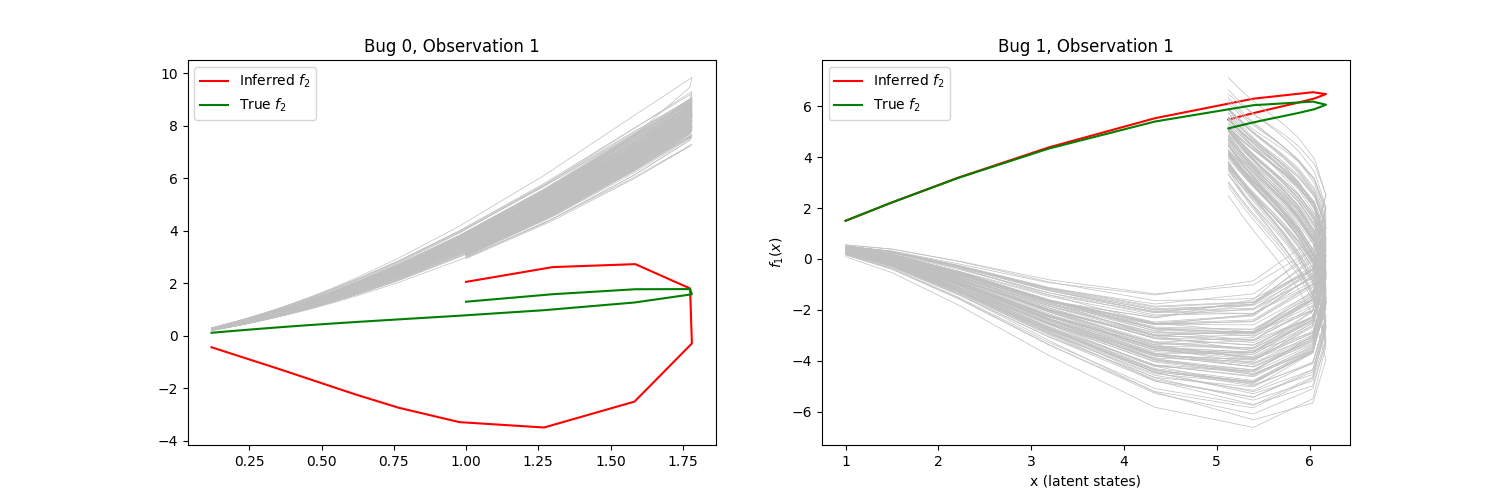 Bug 0, Observation 1
Inferred f₂
True f₂
10
8
6
4
2
0
−2
−4
0.25 0.50 0.75 1.00 1.25 1.50 1.75
Bug 1, Observation 1
Inferred f₂
True f₂
f₁(x)
6
4
2
0
−2
−4
−6
1 2 3 4 5 6
x (latent states)